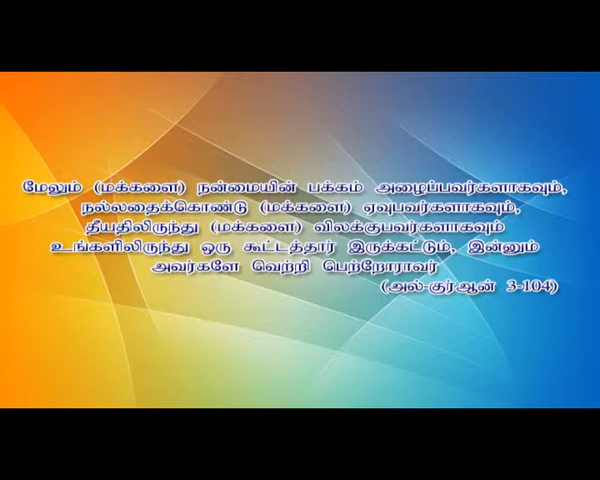 மேலும் (மக்களை) நன்மையின் பக்கம் அழைப்பவர்களாகவும்,
நல்லதைக்கொண்டு (மக்களை) ஏவுபவர்களாகவும்,
தீயதிலிருந்து (மக்களை) விலக்குபவர்களாகவும்
உங்களிலிருந்து ஒரு கூட்டத்தார் இருக்கட்டும், இன்னும்
அவர்களே வெற்றி பெற்றோராவர்
(அல்-குர்ஆன் 3-104)